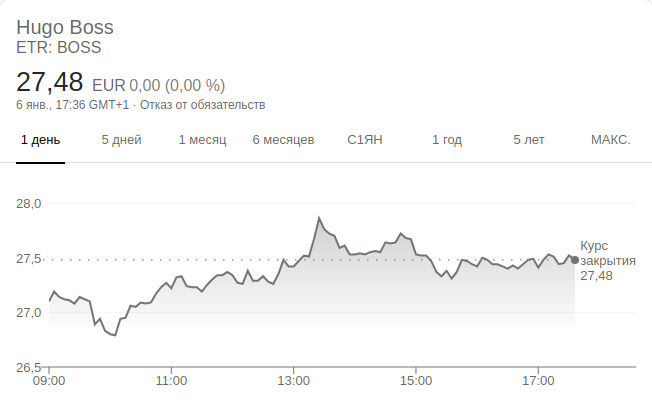 Hugo Boss
ETR: BOSS
27,48 EUR 0,00 (0,00 %)
6 янв., 17:36 GMT+1 · Отказ от обязательств
1 день 5 дней 1 месяц 6 месяцев С1ЯН 1 год 5 лет МАКС.
28,0
27,5
27,0
26,5
Курс
закрытия
27,48
09:00 11:00 13:00 15:00 17:00